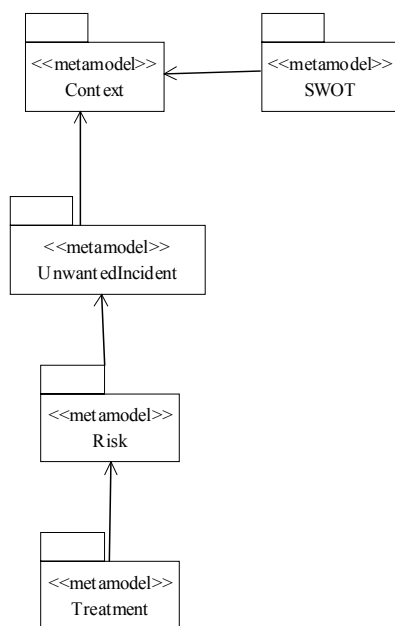 <<metamodel>>
Context
<<metamodel>>
SWOT
<<metamodel>>
UnwantedIncident
<<metamodel>>
Risk
<<metamodel>>
Treatment